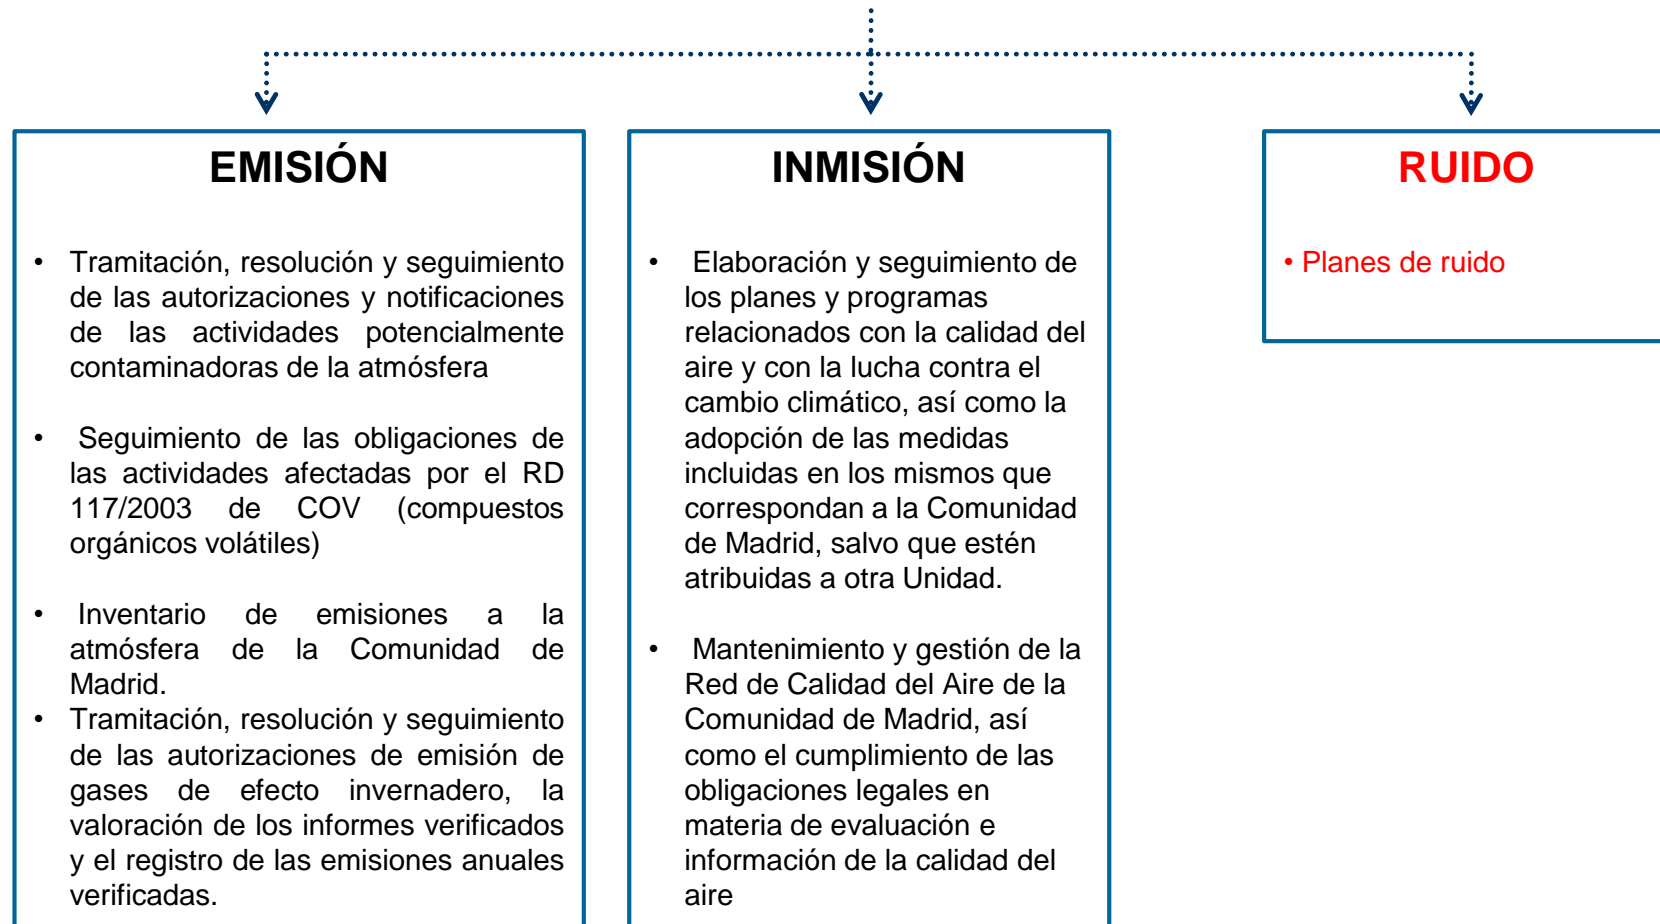 EMISIÓN
• Tramitación, resolución y seguimiento
de las autorizaciones y notificaciones
de las actividades potencialmente
contaminadoras de la atmósfera
• Seguimiento de las obligaciones de
las actividades afectadas por el RD
117/2003 de COV (compuestos
orgánicos volátiles)
• Inventario de emisiones a la
atmósfera de la Comunidad de
Madrid.
• Tramitación, resolución y seguimiento
de las autorizaciones de emisión de
gases de efecto invernadero, la
valoración de los informes verificados
y el registro de las emisiones anuales
verificadas.
INMISIÓN
• Elaboración y seguimiento de
los planes y programas
relacionados con la calidad del
aire y con la lucha contra el
cambio climático, así como la
adopción de las medidas
incluidas en los mismos que
correspondan a la Comunidad
de Madrid, salvo que estén
atribuidas a otra Unidad.
• Mantenimiento y gestión de la
Red de Calidad del Aire de la
Comunidad de Madrid, así
como el cumplimiento de las
obligaciones legales en
materia de evaluación e
información de la calidad del
aire
RUIDO
• Planes de ruido